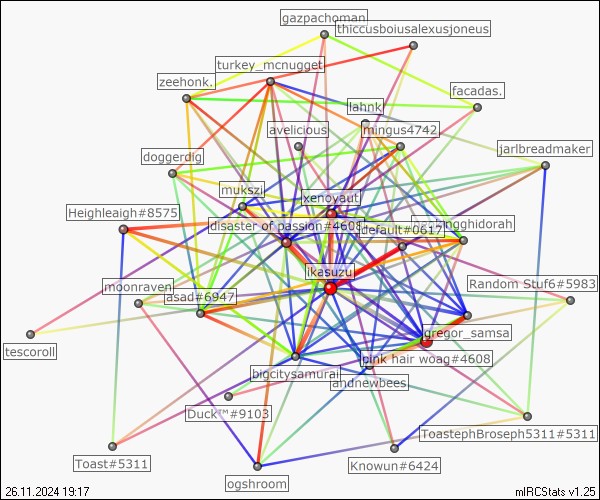 gazpachoman
thiccusboiusalexusjoneus
turkey_mcnugget
zeehonk.
facadas.
lahnk
avelicious
mingus4742
jarlbreadmaker
doggerdig
mukszi
xenoyaut
Heighleaigh#8575
disaster of passion#4608
default#0617
ghidorah
ikasuzu
moonraven
asad#6947
Random Stuf6#5983
gregor_samsa
tescoroll
pink hair woag#4608
bigcitysamurai
andnewbees
Duck™#9103
ToastephBroseph5311#5311
Toast#5311
Knowun#6424
ogshroom
26.11.2024 19:17
mIRCStats v1.25